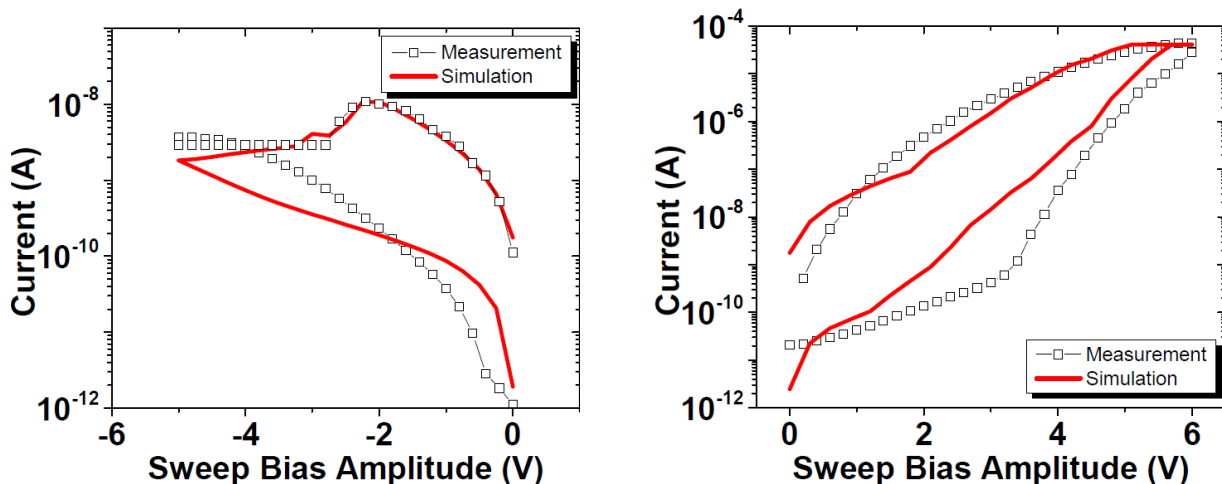 Current (A)
10^-8
10^-10
10^-12
-6
-4
-2
0
Sweep Bias Amplitude (V)
Measurement
Simulation
Current (A)
10^-4
10^-6
10^-8
10^-10
10^-12
0
2
4
6
Sweep Bias Amplitude (V)
Measurement
Simulation